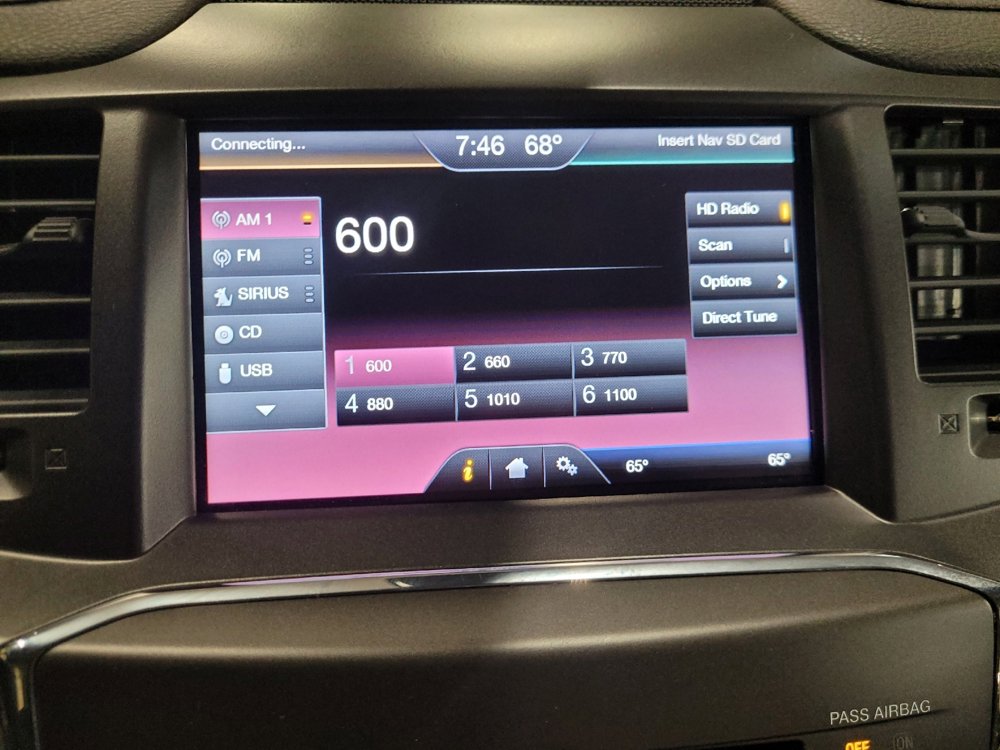 Connecting... 7:46 68° Insert Nav SD Card
AM 1
FM
SIRIUS
CD
USB
600
HD Radio
Scan
Options
Direct Tune
1 600 2 660 3 770
4 880 5 1010 6 1100
i 65° 65°
PASS AIRBAG
OFF ON